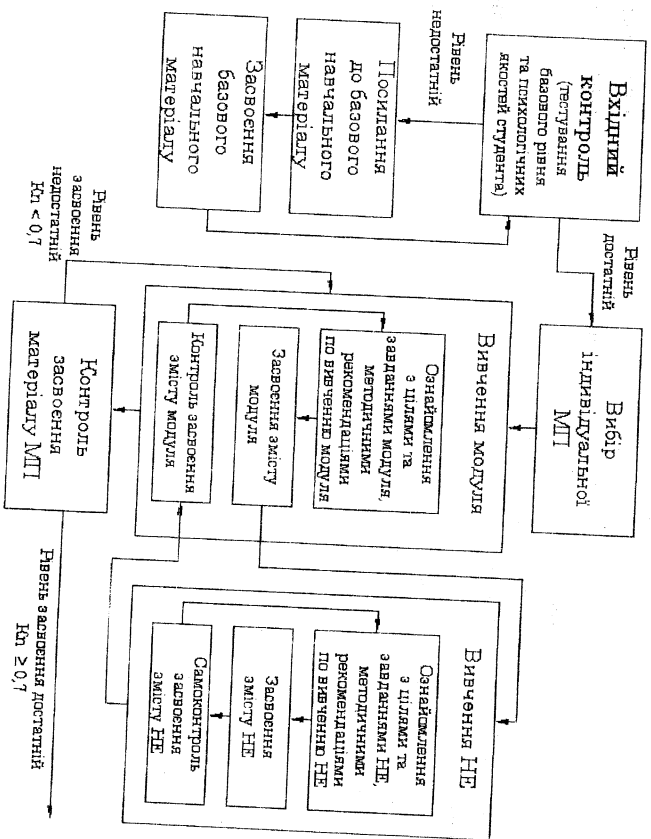 Вхідний
контроль
(тестування
базового рівня
та психологічних
якостей студента)
Рівень
недостатній
Рівень
достатній
Посилання
до базового
навчального
матеріалу
Засвоєння
базового
навчального
матеріалу
Вибір
індивідуальної
МП
Вивчення модуля
Ознайомлення
з цілями та
завданнями модуля,
методичними
рекомендаціями
по вивченню модуля
Засвоєння змісту
модуля
Контроль засвоєння
змісту модуля
Вивчення НЕ
Ознайомлення
з цілями та
завданнями НЕ,
методичними
рекомендаціями
по вивченню НЕ
Засвоєння
змісту НЕ
Самоконтроль
засвоєння
змісту НЕ
Рівень
засвоєння
недостатній
Kп < 0,7
Контроль
засвоєння
матеріалу МП
Рівень засвоєння достатній
Kп ≥ 0,7